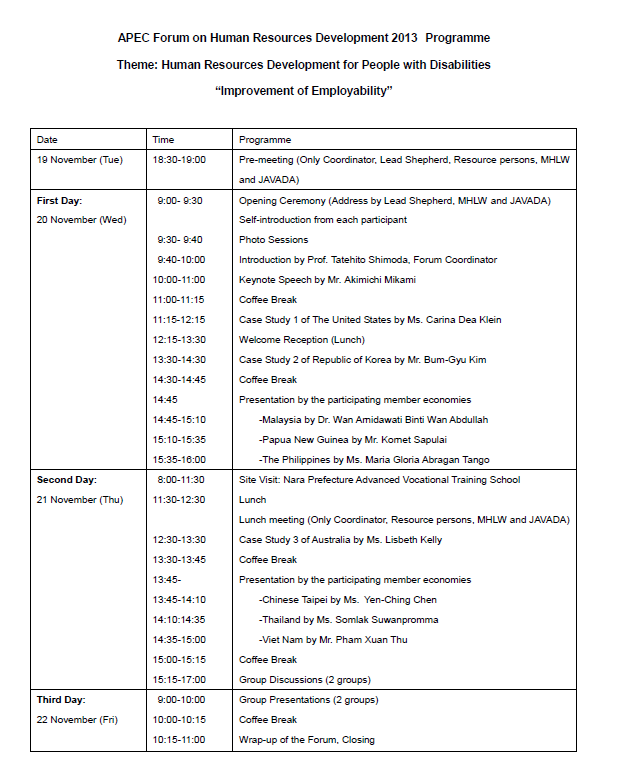 APEC Forum on Human Resources Development 2013  Programme
Theme: Human Resources Development for People with Disabilities
“Improvement of Employability”
Date Time Programme
19 November (Tue) 18:30-19:00 Pre-meeting (Only Coordinator, Lead Shepherd, Resource persons, MHLW
and JAVADA)
First Day: 9:00- 9:30 Opening Ceremony (Address by Lead Shepherd, MHLW and JAVADA)
20 November (Wed) Self-introduction from each participant
9:30- 9:40 Photo Sessions
9:40-10:00 Introduction by Prof. Tatehito Shimoda, Forum Coordinator
10:00-11:00 Keynote Speech by Mr. Akimichi Mikami
11:00-11:15 Coffee Break
11:15-12:15 Case Study 1 of The United States by Ms. Carina Dea Klein
12:15-13:30 Welcome Reception (Lunch)
13:30-14:30 Case Study 2 of Republic of Korea by Mr. Bum-Gyu Kim
14:30-14:45 Coffee Break
14:45 Presentation by the participating member economies
14:45-15:10 -Malaysia by Dr. Wan Amidawati Binti Wan Abdullah
15:10-15:35 -Papua New Guinea by Mr. Komet Sapulai
15:35-16:00 -The Philippines by Ms. Maria Gloria Abragan Tango
Second Day: 8:00-11:30 Site Visit: Nara Prefecture Advanced Vocational Training School
21 November (Thu) 11:30-12:30 Lunch
Lunch meeting (Only Coordinator, Resource persons, MHLW and JAVADA)
12:30-13:30 Case Study 3 of Australia by Ms. Lisbeth Kelly
13:30-13:45 Coffee Break
13:45- Presentation by the participating member economies
13:45-14:10 -Chinese Taipei by Ms.  Yen-Ching Chen
14:10:14:35 -Thailand by Ms. Somlak Suwanpromma
14:35-15:00 -Viet Nam by Mr. Pham Xuan Thu
15:00-15:15 Coffee Break
15:15-17:00 Group Discussions (2 groups)
Third Day: 9:00-10:00 Group Presentations (2 groups)
22 November (Fri) 10:00-10:15 Coffee Break
10:15-11:00 Wrap-up of the Forum, Closing